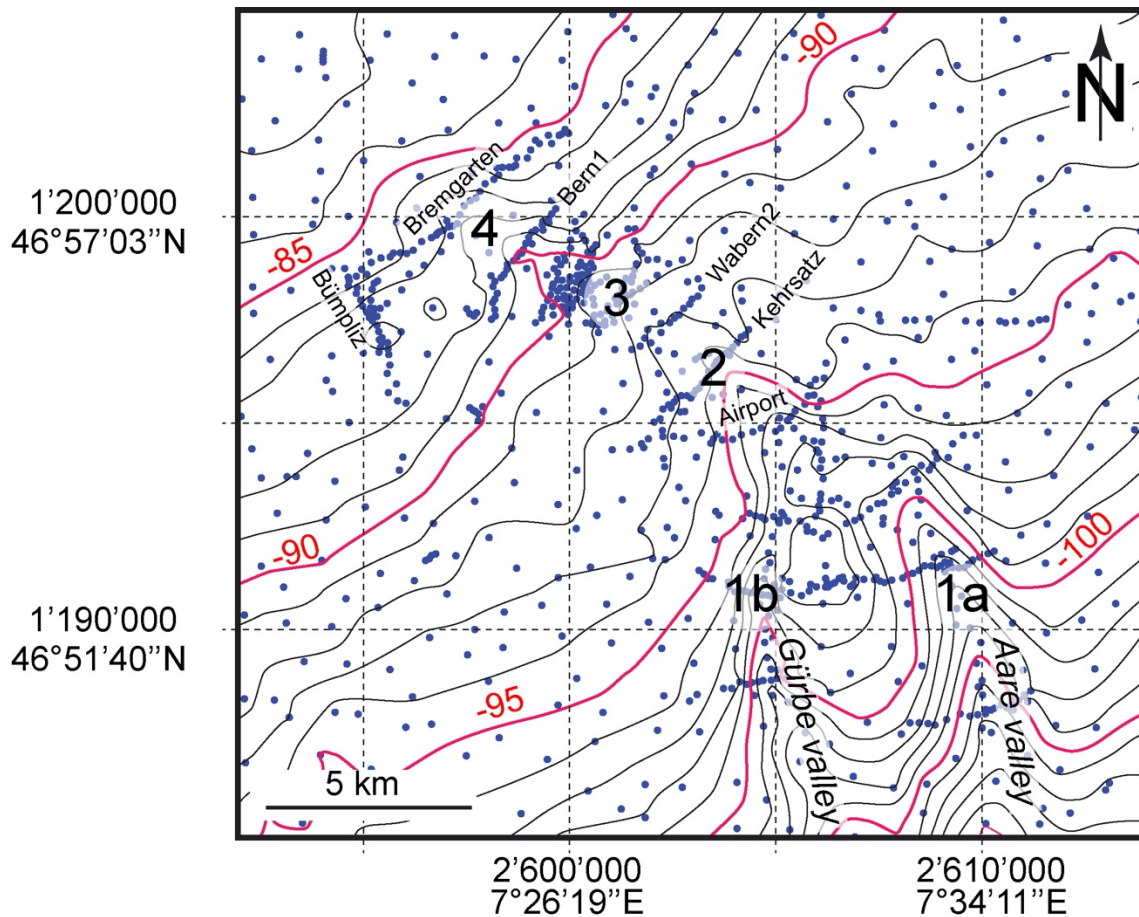 -90
N
Bremgarten
Bern1
1'200'000
46°57'03''N
4
-85
Wabern2
Kehrsatz
Bümpliz
3
2
Airport
-90
-100
1b
1a
1'190'000
46°51'40''N
Gürbe valley
Aare valley
-95
5 km
2'600'000
7°26'19''E
2'610'000
7°34'11''E